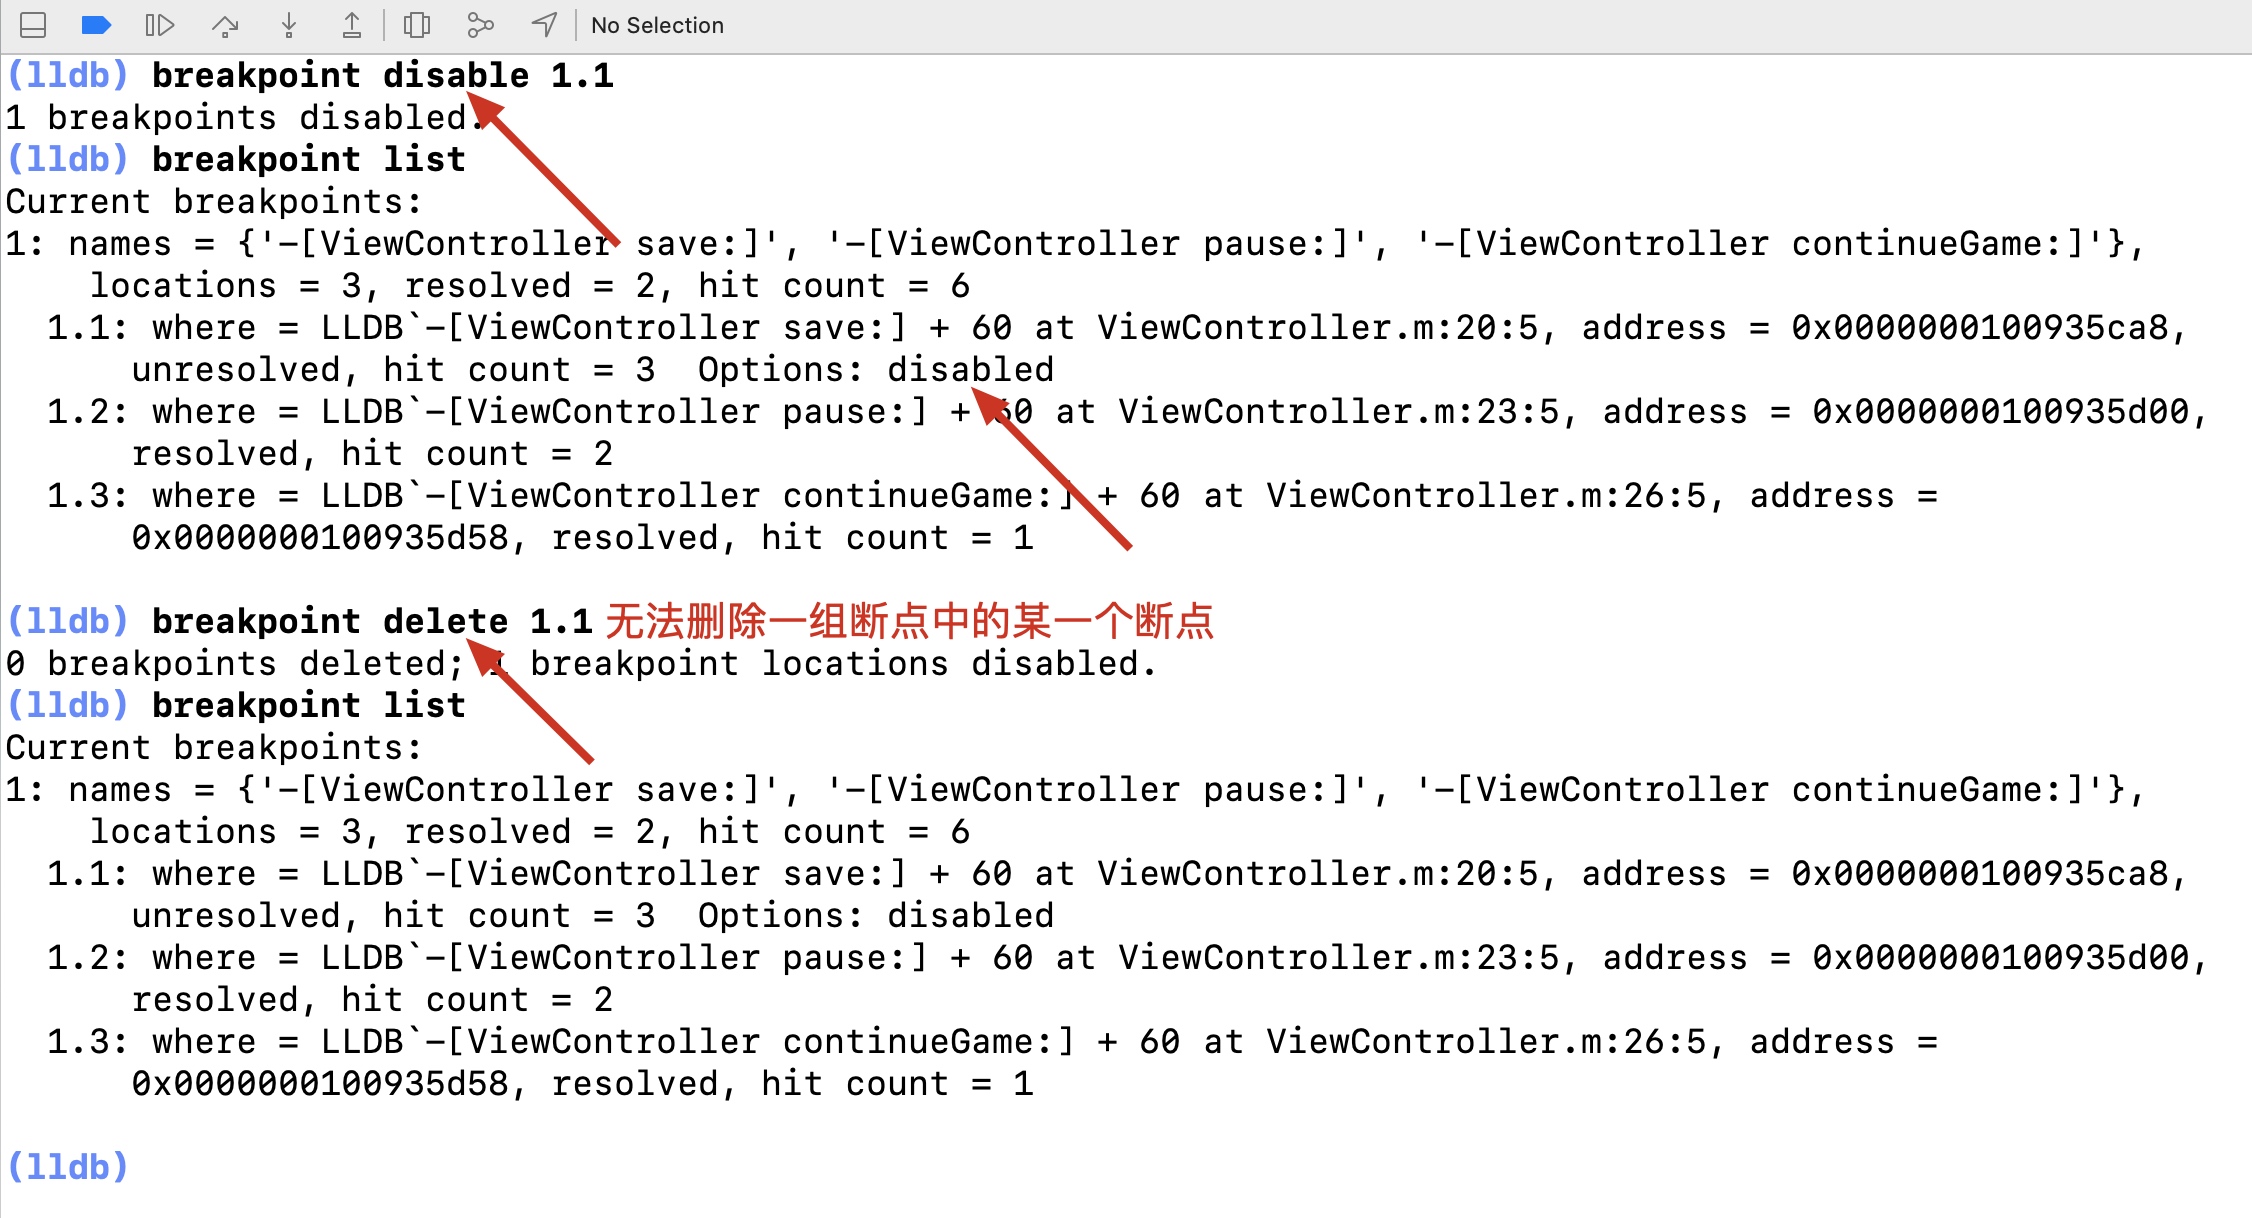 No Selection
(lldb) breakpoint disable 1.1
1 breakpoints disabled.
(lldb) breakpoint list
Current breakpoints:
1: names = {'-[ViewController save:]', '-[ViewController pause:]', '-[ViewController continueGame:]'},
locations = 3, resolved = 2, hit count = 6
1.1: where = LLDB`-[ViewController save:] + 60 at ViewController.m:20:5, address = 0x0000000100935ca8,
unresolved, hit count = 3  Options: disabled
1.2: where = LLDB`-[ViewController pause:] + 60 at ViewController.m:23:5, address = 0x0000000100935d00,
resolved, hit count = 2
1.3: where = LLDB`-[ViewController continueGame:] + 60 at ViewController.m:26:5, address =
0x0000000100935d58, resolved, hit count = 1
(lldb) breakpoint delete 1.1 无法删除一组断点中的某一个断点
0 breakpoints deleted; 1 breakpoint locations disabled.
(lldb) breakpoint list
Current breakpoints:
1: names = {'-[ViewController save:]', '-[ViewController pause:]', '-[ViewController continueGame:]'},
locations = 3, resolved = 2, hit count = 6
1.1: where = LLDB`-[ViewController save:] + 60 at ViewController.m:20:5, address = 0x0000000100935ca8,
unresolved, hit count = 3  Options: disabled
1.2: where = LLDB`-[ViewController pause:] + 60 at ViewController.m:23:5, address = 0x0000000100935d00,
resolved, hit count = 2
1.3: where = LLDB`-[ViewController continueGame:] + 60 at ViewController.m:26:5, address =
0x0000000100935d58, resolved, hit count = 1
(lldb)